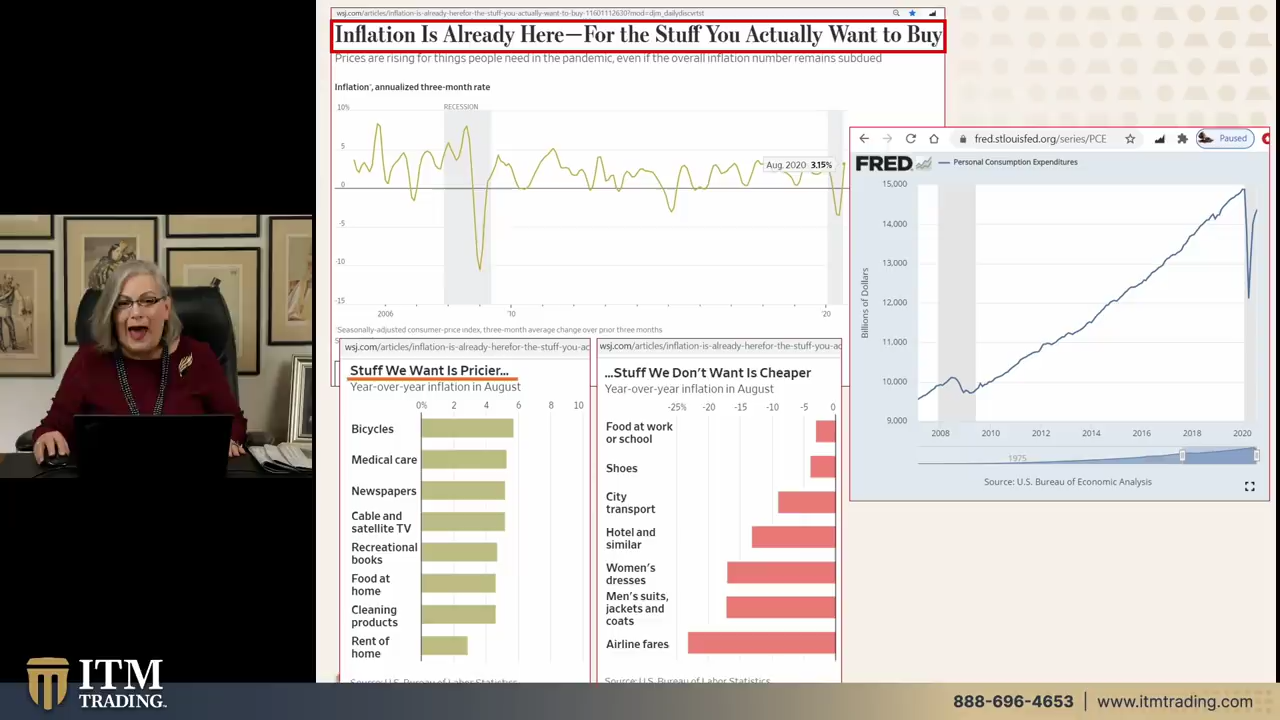 wsj.com/articles/inflation-is-already-herefor-the-stuff-you-actually-want-to-buy-11601112630?mod=djm_dailydiscvrtst
Inflation Is Already Here—For the Stuff You Actually Want to Buy
Prices are rising for things people need in the pandemic, even if the overall inflation number remains subdued
Inflation*, annualized three-month rate
10%
RECESSION
5
Aug. 2020 3.15%
0
-5
-10
-15
2006
'10
'20
*Seasonally-adjusted consumer-price index, three-month average change over prior three months
fred.stlouisfed.org/series/PCE
Paused
FRED
Personal Consumption Expenditures
15,000
14,000
13,000
12,000
11,000
10,000
9,000
Billions of Dollars
2008
2010
2012
2014
2016
2018
2020
1975
Source: U.S. Bureau of Economic Analysis
wsj.com/articles/inflation-is-already-herefor-the-stuff-you-ac
Stuff We Want Is Pricier...
Year-over-year inflation in August
0%
2
4
6
8
10
Bicycles
Medical care
Newspapers
Cable and
satellite TV
Recreational
books
Food at
home
Cleaning
products
Rent of
home
Source: U.S. Bureau of Labor Statistics
wsj.com/articles/inflation-is-already-herefor-the-stuff-you-ac
...Stuff We Don't Want Is Cheaper
Year-over-year inflation in August
-25%
-20
-15
-10
-5
0
Food at work
or school
Shoes
City
transport
Hotel and
similar
Women's
dresses
Men's suits,
jackets and
coats
Airline fares
Source: U.S. Bureau of Labor Statistics
ITM
TRADING
888-696-4653 | www.itmtrading.com